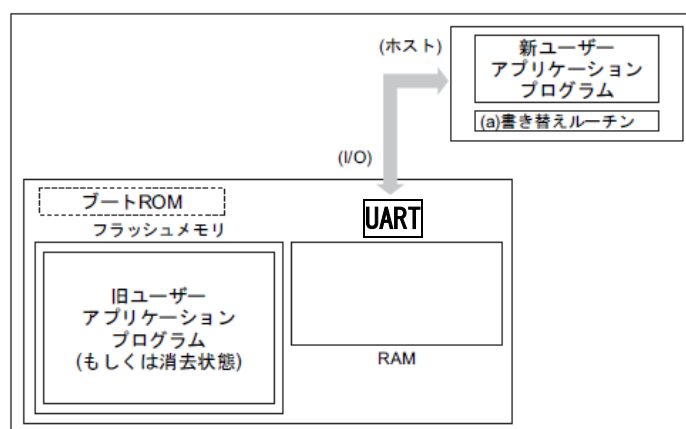 (ホスト)
新ユーザー
アプリケーション
プログラム
(a)書き替えルーチン
(I/O)
ブートROM
フラッシュメモリ
UART
旧ユーザー
アプリケーション
プログラム
(もしくは消去状態)
RAM